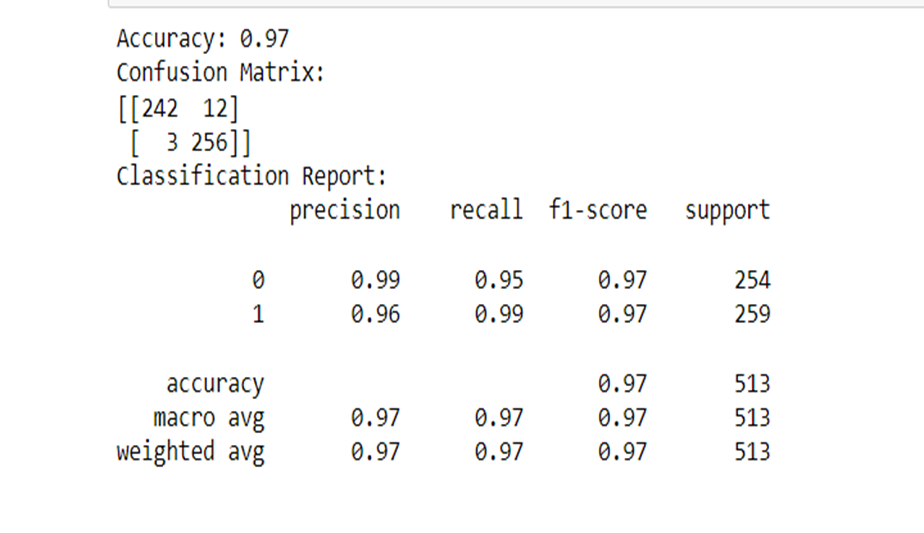 Accuracy: 0.97
Confusion Matrix:
[[242  12]
 [  3 256]]
Classification Report:
              precision    recall  f1-score   support

           0       0.99      0.95      0.97       254
           1       0.96      0.99      0.97       259

    accuracy                           0.97       513
   macro avg       0.97      0.97      0.97       513
weighted avg       0.97      0.97      0.97       513